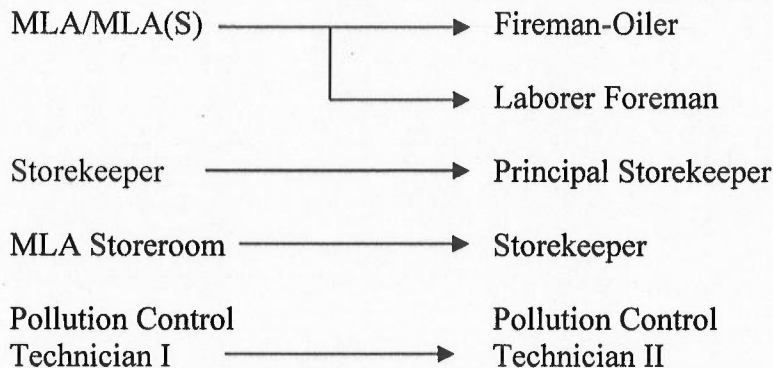 MLA/MLA(S) Fireman-Oiler
Laborer Foreman
Storekeeper Principal Storekeeper
MLA Storeroom Storekeeper
Pollution Control Pollution Control
Technician I Technician II